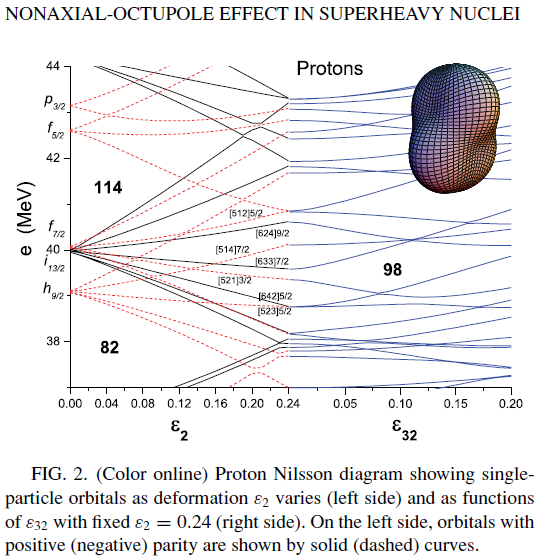 NONAXIAL-OCTUPOLE EFFECT IN SUPERHEAVY NUCLEI
Protons
44
42
40
38
e (MeV)
p3/2
f5/2
f7/2
i13/2
h9/2
114
82
98
[512]5/2
[624]9/2
[514]7/2
[633]7/2
[521]3/2
[642]5/2
[523]5/2
0.00 0.04 0.08 0.12 0.16 0.20 0.24 0.05 0.10 0.15 0.20
ε2 ε32
FIG. 2. (Color online) Proton Nilsson diagram showing single-
particle orbitals as deformation ε2 varies (left side) and as functions
of ε32 with fixed ε2 = 0.24 (right side). On the left side, orbitals with
positive (negative) parity are shown by solid (dashed) curves.